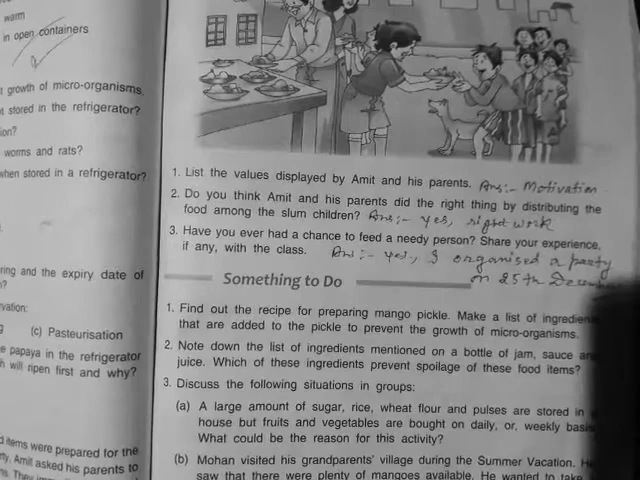 warm
in open containers
growth of micro-organisms.
stored in the refrigerator?
worms and rats?
when stored in a refrigerator?
ring and the expiry date of
(c) Pasteurisation
papaya in the refrigerator
will ripen first and why?
items were prepared for the
Amit asked his parents to
1. List the values displayed by Amit and his parents. Ans:- Motivation
2. Do you think Amit and his parents did the right thing by distributing the
food among the slum children? Ans:- yes, right work
3. Have you ever had a chance to feed a needy person? Share your experience,
if any, with the class. Ans:- yes, I organised a party
on 25th
Something to Do
1. Find out the recipe for preparing mango pickle. Make a list of
that are added to the pickle to prevent the growth of micro-organisms.
2. Note down the list of ingredients mentioned on a bottle of jam, sauce
juice. Which of these ingredients prevent spoilage of these food items?
3. Discuss the following situations in groups:
(a) A large amount of sugar, rice, wheat flour and pulses are stored in
house but fruits and vegetables are bought on daily, or, weekly
What could be the reason for this activity?
(b) Mohan visited his grandparents' village during the Summer Vacation.
saw that there were plenty of mangoes available. He wanted to take